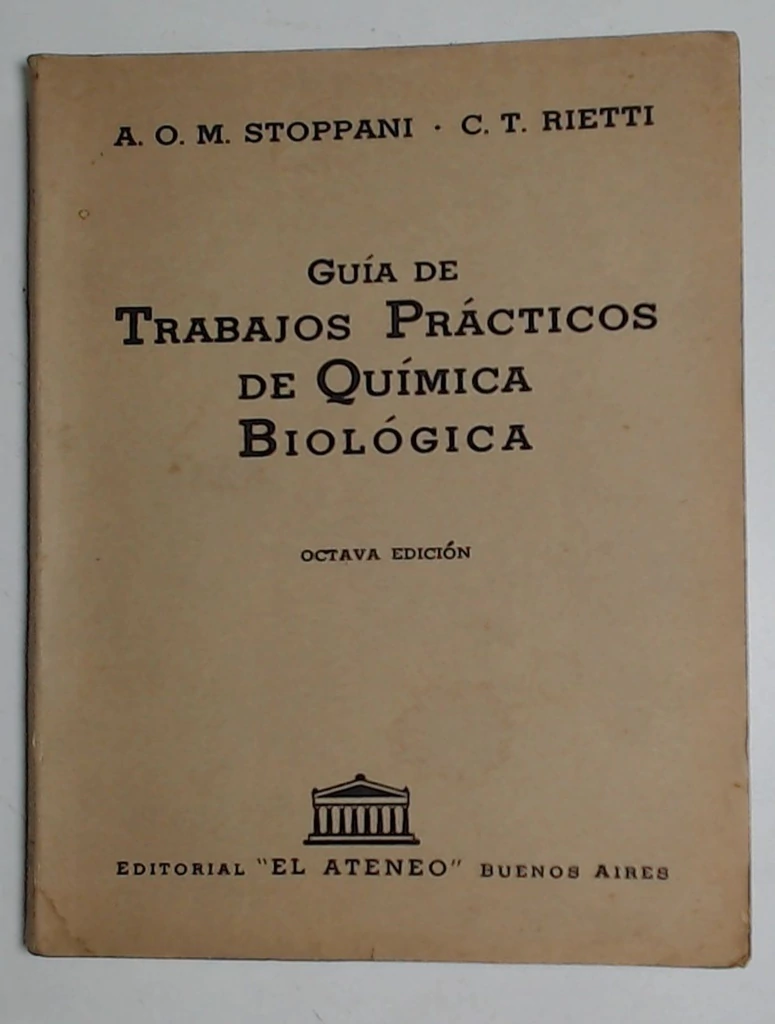 A. O. M. STOPPANI · C. T. RIETTI
GUÍA DE
TRABAJOS PRÁCTICOS
DE QUÍMICA
BIOLÓGICA
OCTAVA EDICIÓN
EDITORIAL "EL ATENEO" BUENOS AIRES